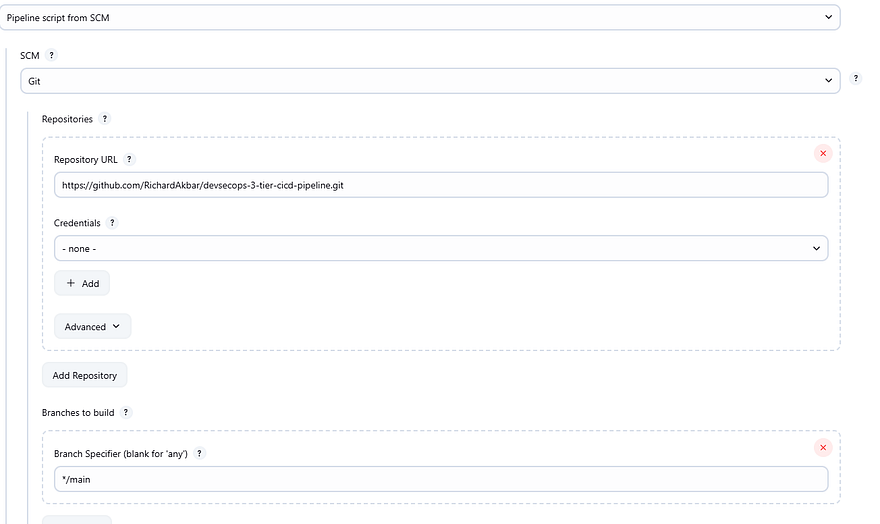 Pipeline script from SCM
SCM ?
Git
?
Repositories ?
Repository URL ?
https://github.com/RichardAkbar/devsecops-3-tier-cicd-pipeline.git
Credentials ?
- none -
+ Add
Advanced
Add Repository
Branches to build ?
Branch Specifier (blank for 'any') ?
*/main